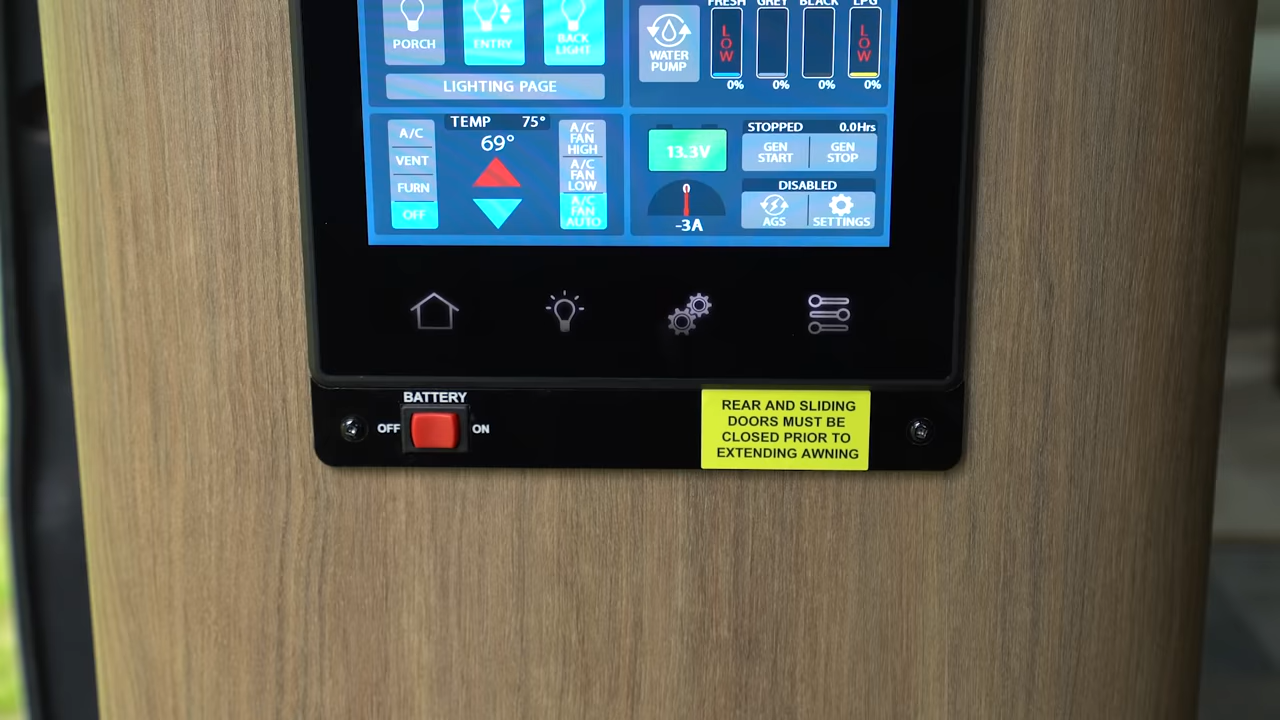 FRESH GREY BLACK LPG
PORCH
ENTRY
BACK
LIGHT
WATER
PUMP
LOW
LOW
0% 0% 0% 0%
LIGHTING PAGE
TEMP 75°
69°
A/C
VENT
FURN
OFF
A/C
FAN
HIGH
A/C
FAN
LOW
A/C
FAN
AUTO
13.3V
0
-3A
STOPPED 0.0Hrs
GEN
START
GEN
STOP
DISABLED
AGS
SETTINGS
BATTERY
OFF ON
REAR AND SLIDING
DOORS MUST BE
CLOSED PRIOR TO
EXTENDING AWNING